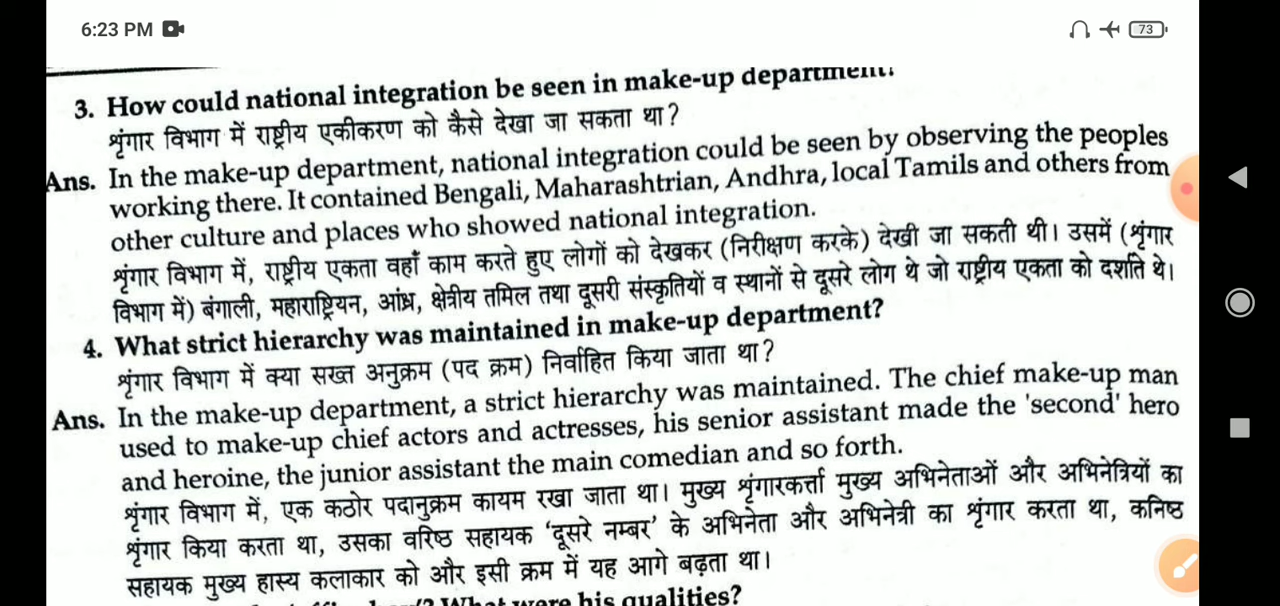 6:23 PM
73
3. How could national integration be seen in make-up department?
शृंगार विभाग में राष्ट्रीय एकीकरण को कैसे देखा जा सकता था?
Ans. In the make-up department, national integration could be seen by observing the peoples
working there. It contained Bengali, Maharashtrian, Andhra, local Tamils and others from
other culture and places who showed national integration.
शृंगार विभाग में, राष्ट्रीय एकता वहाँ काम करते हुए लोगों को देखकर (निरीक्षण करके) देखी जा सकती थी। उसमें (शृंगार
विभाग में) बंगाली, महाराष्ट्रियन, आंध्र, क्षेत्रीय तमिल तथा दूसरी संस्कृतियों व स्थानों से दूसरे लोग थे जो राष्ट्रीय एकता को दर्शाते थे।
4. What strict hierarchy was maintained in make-up department?
शृंगार विभाग में क्या सख्त अनुक्रम (पद क्रम) निर्वाहित किया जाता था?
Ans. In the make-up department, a strict hierarchy was maintained. The chief make-up man
used to make-up chief actors and actresses, his senior assistant made the 'second' hero
and heroine, the junior assistant the main comedian and so forth.
शृंगार विभाग में, एक कठोर पदानुक्रम कायम रखा जाता था। मुख्य शृंगारकर्त्ता मुख्य अभिनेताओं और अभिनेत्रियों का
शृंगार किया करता था, उसका वरिष्ठ सहायक ‘दूसरे नम्बर’ के अभिनेता और अभिनेत्री का शृंगार करता था, कनिष्ठ
सहायक मुख्य हास्य कलाकार को और इसी क्रम में यह आगे बढ़ता था।
What were his qualities?